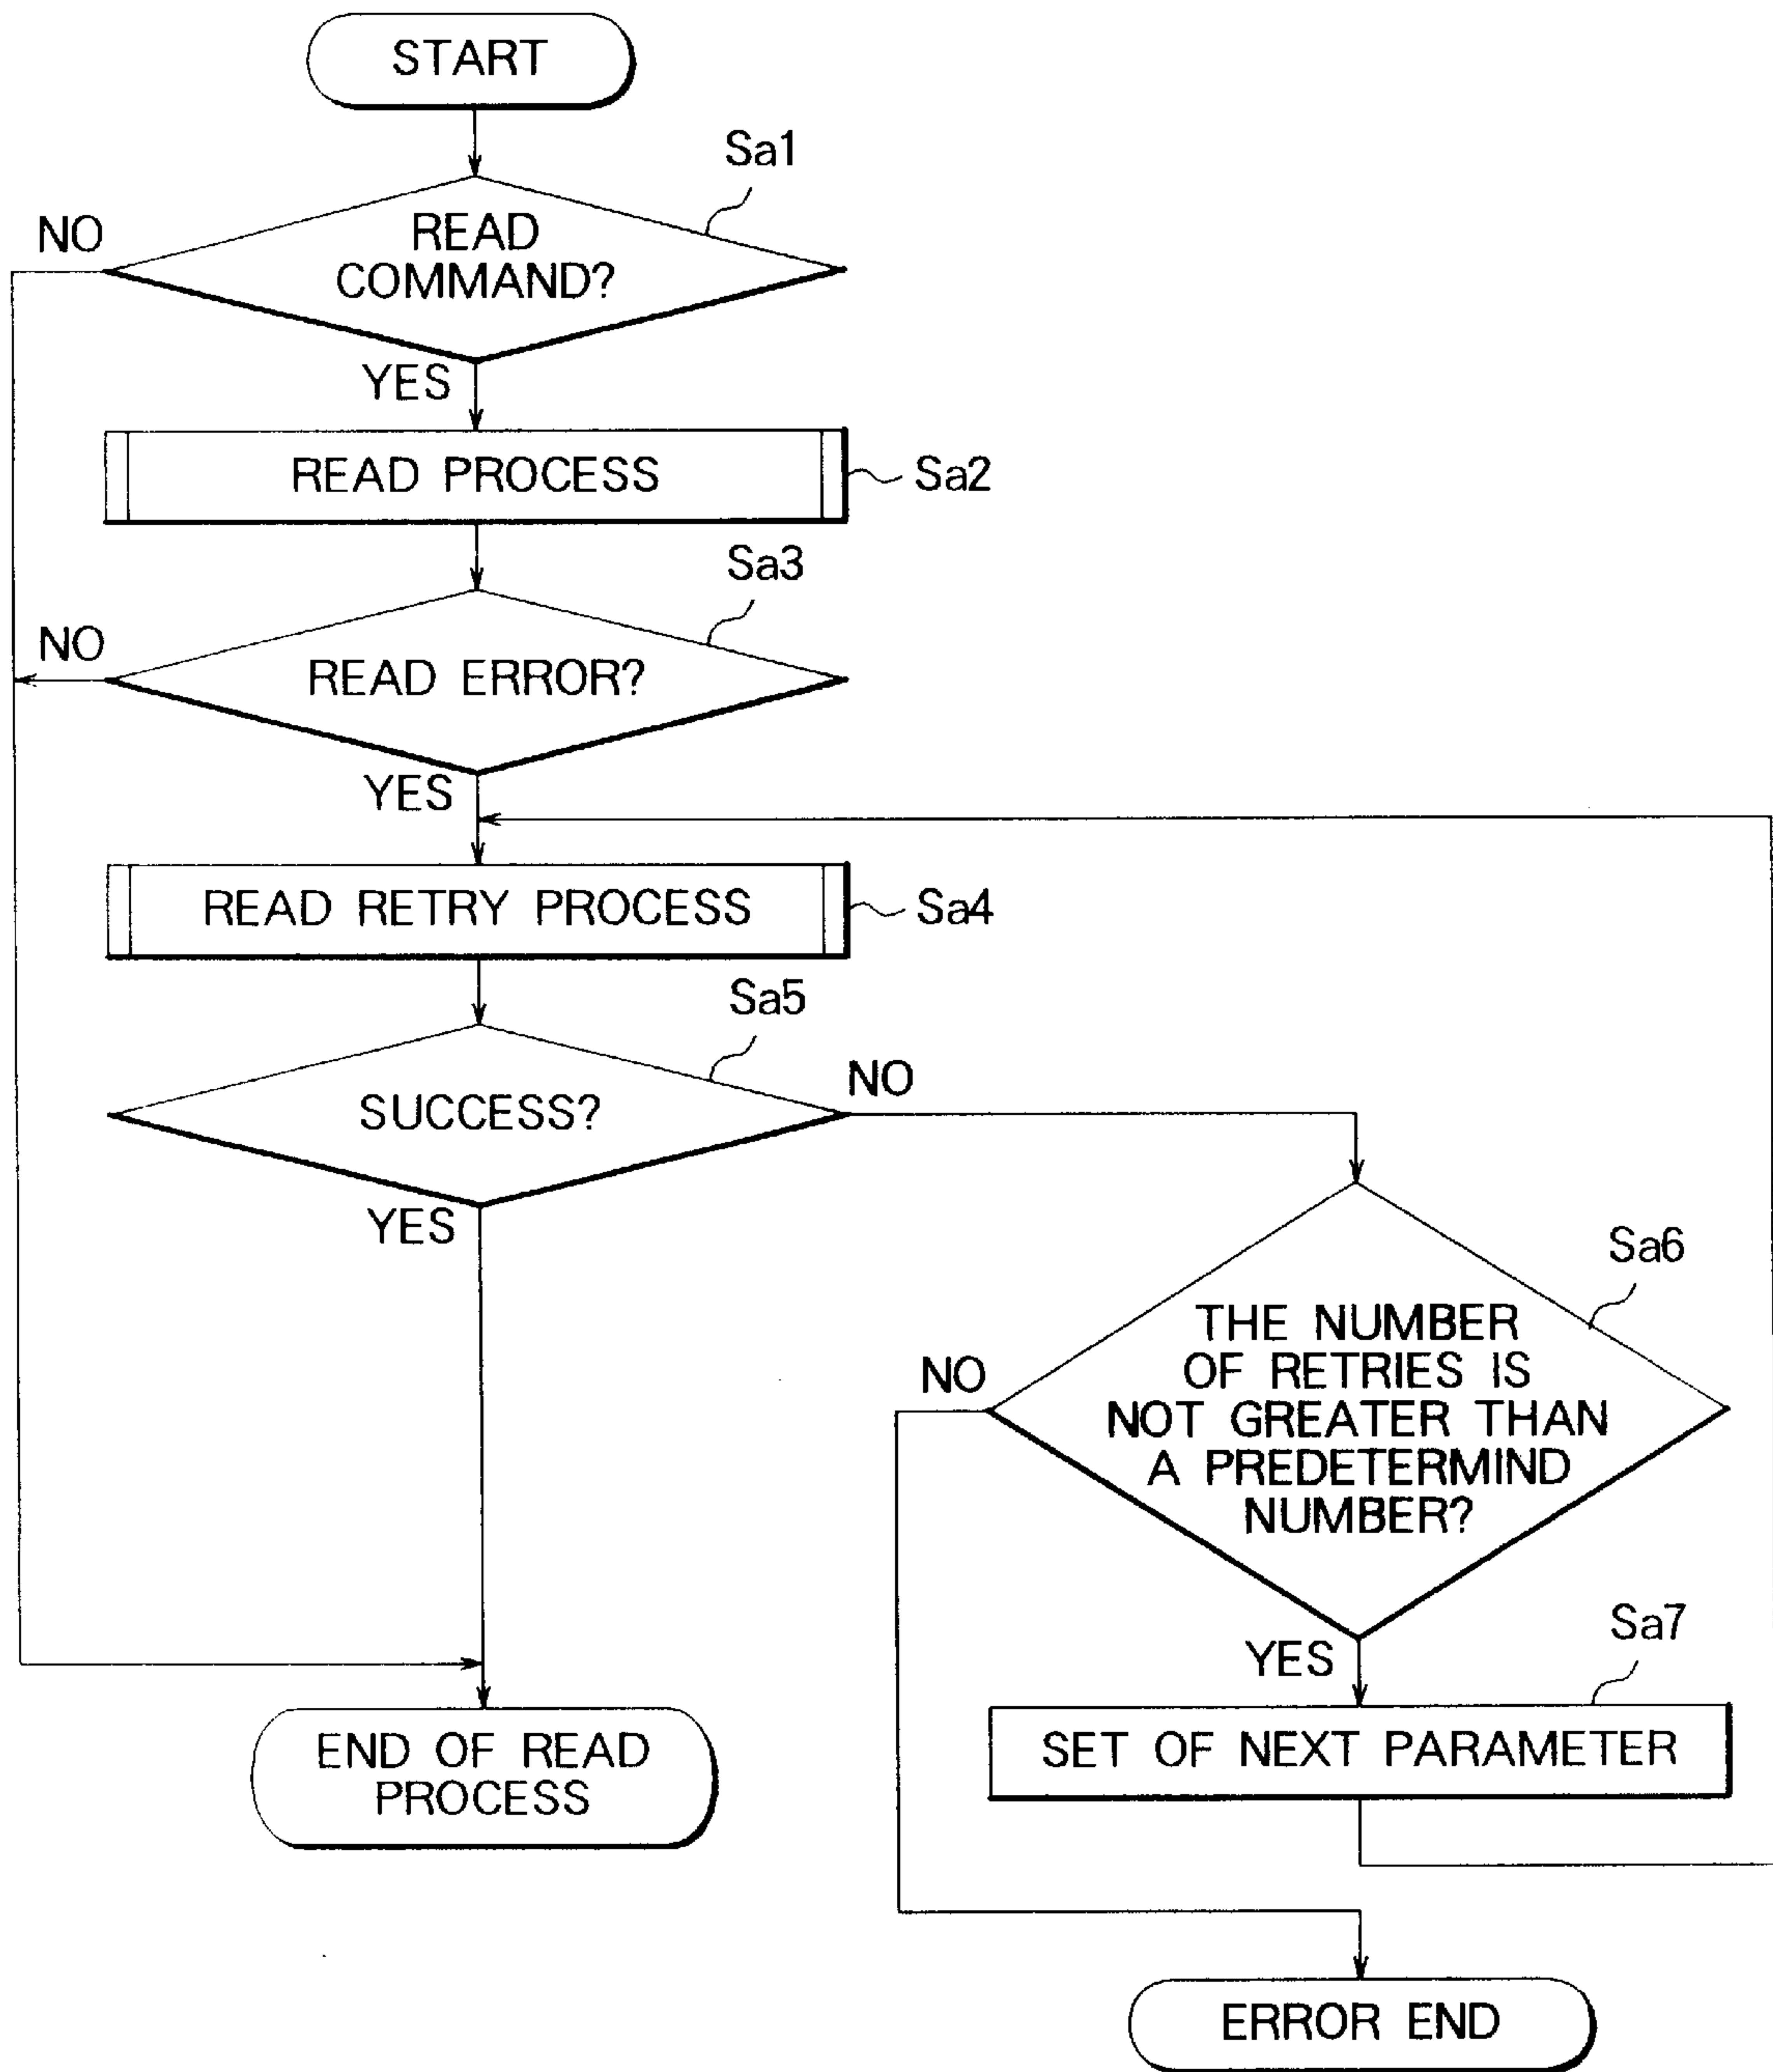 START
Sa1
NO
READ
COMMAND?
YES
READ PROCESS
Sa2
Sa3
NO
READ ERROR?
YES
READ RETRY PROCESS
Sa4
Sa5
NO
SUCCESS?
YES
Sa6
THE NUMBER
OF RETRIES IS
NO
NOT GREATER THAN
A PREDETERMIND
NUMBER?
Sa7
YES
END OF READ
PROCESS
SET OF NEXT PARAMETER
ERROR END